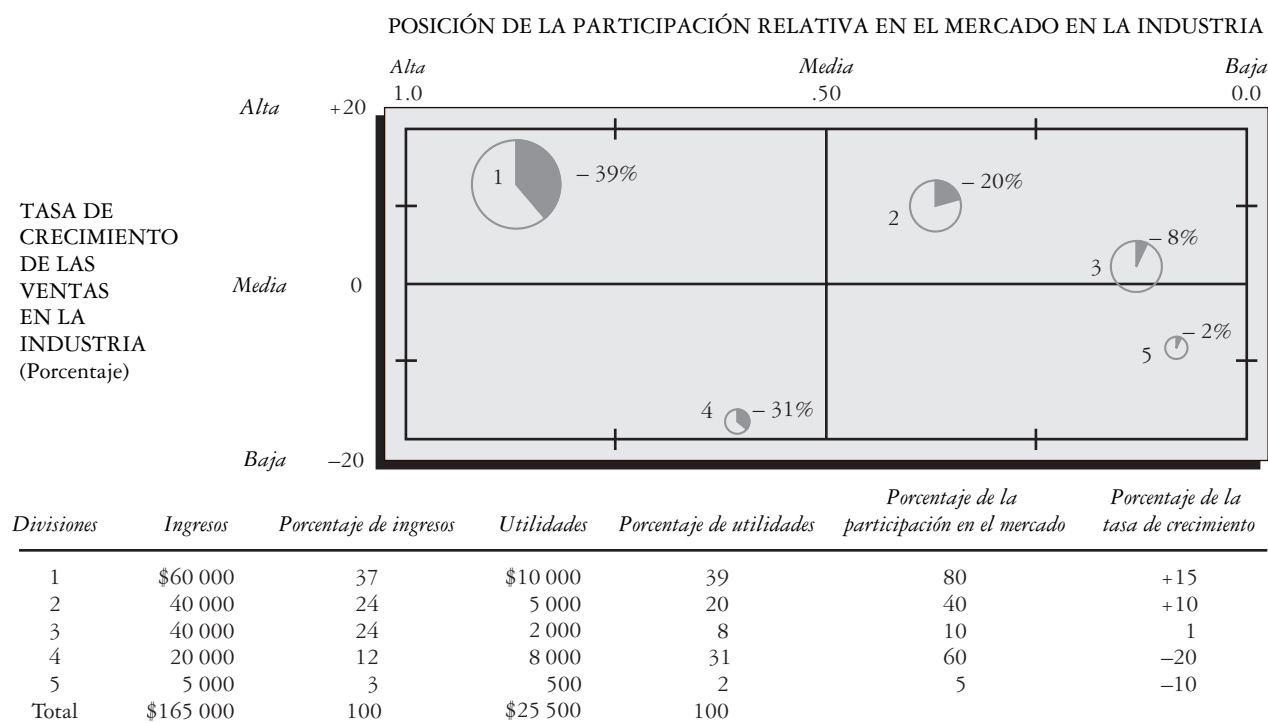 POSICIÓN DE LA PARTICIPACIÓN RELATIVA EN EL MERCADO EN LA INDUSTRIA
Alta Media Baja
1.0 .50 0.0
Alta +20
1 – 39%
2 – 20%
3 – 8%
TASA DE
CRECIMIENTO
DE LAS
VENTAS
EN LA
INDUSTRIA
(Porcentaje)
Media 0
5 – 2%
4 – 31%
Baja –20
Divisiones Ingresos Porcentaje de ingresos Utilidades Porcentaje de utilidades Porcentaje de la participación en el mercado Porcentaje de la tasa de crecimiento
1 $60 000 37 $10 000 39 80 +15
2 40 000 24 5 000 20 40 +10
3 40 000 24 2 000 8 10 1
4 20 000 12 8 000 31 60 –20
5 5 000 3 500 2 5 –10
Total $165 000 100 $25 500 100